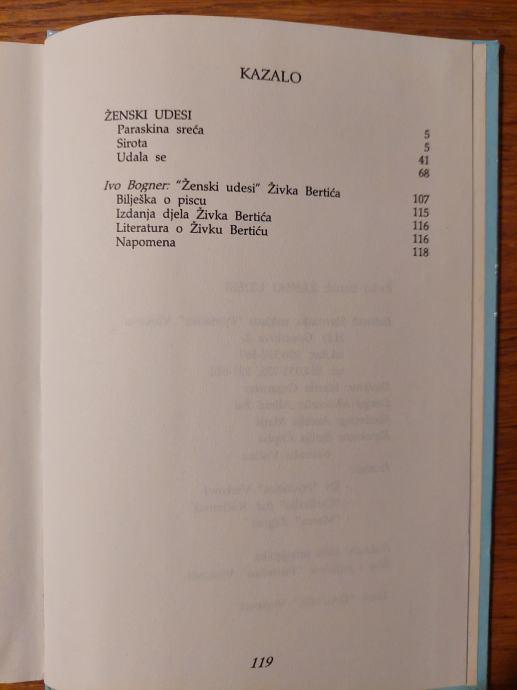 KAZALO
ŽENSKI UDESI 5
Paraskina sreća 5
Sirota 41
Udala se 68
Ivo Bogner: "Ženski udesi" Živka Bertića 107
Bilješka o piscu 115
Izdanja djela Živka Bertića 116
Literatura o Živku Bertiću 116
Napomena 118
119